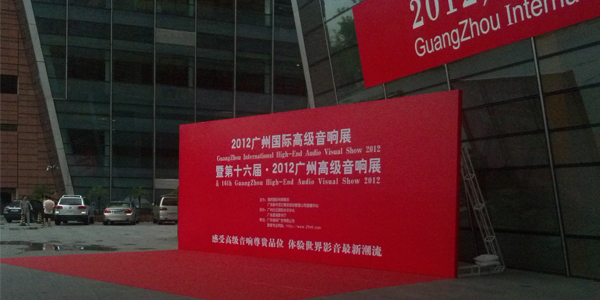 2012
GuangZhou Interna
2012广州国际高级音响展
GuangZhou International High-End Audio Visual Show 2012
暨第十六届·2012广州高级音响展
& 16th GuangZhou High-End Audio Visual Show 2012
感受高级音响尊贵品位 体验世界影音最新潮流